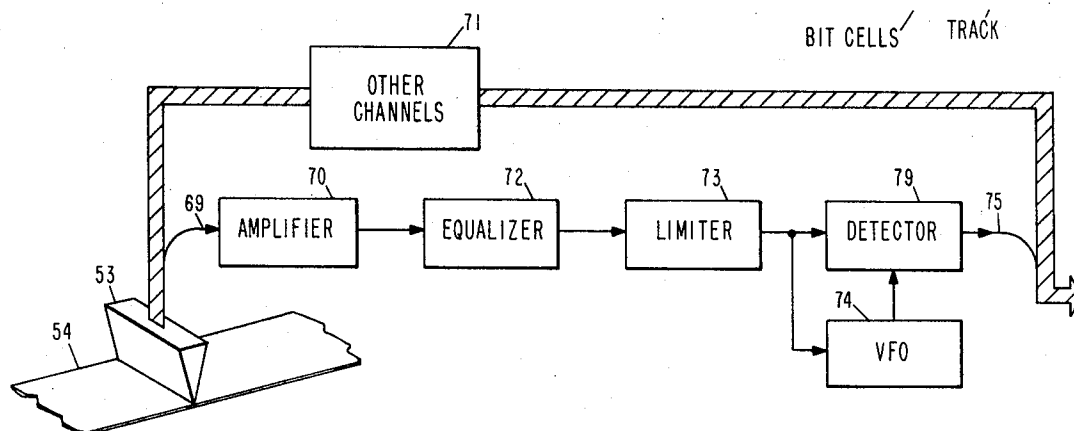 BIT CELLS TRACK
71
OTHER
CHANNELS
69
70
AMPLIFIER
72
EQUALIZER
73
LIMITER
79
DETECTOR
75
53
54
74
VFO